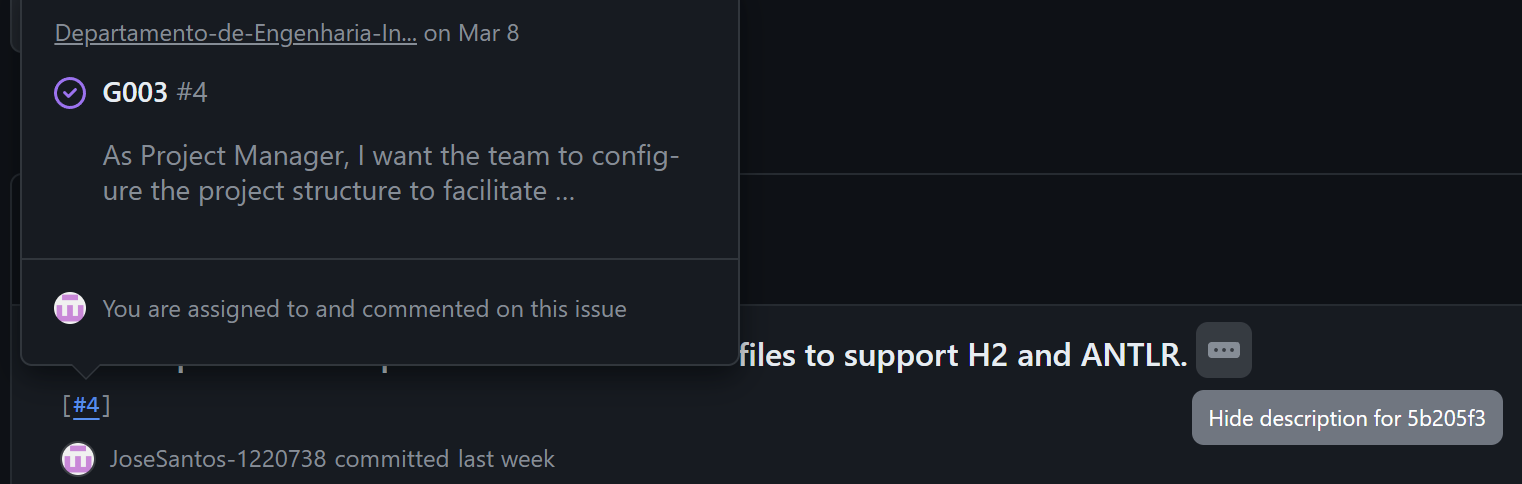 Departamento-de-Engenharia-In... on Mar 8
G003 #4
As Project Manager, I want the team to config-
ure the project structure to facilitate ...
You are assigned to and commented on this issue
files to support H2 and ANTLR.
[#4]
Hide description for 5b205f3
JoseSantos-1220738 committed last week